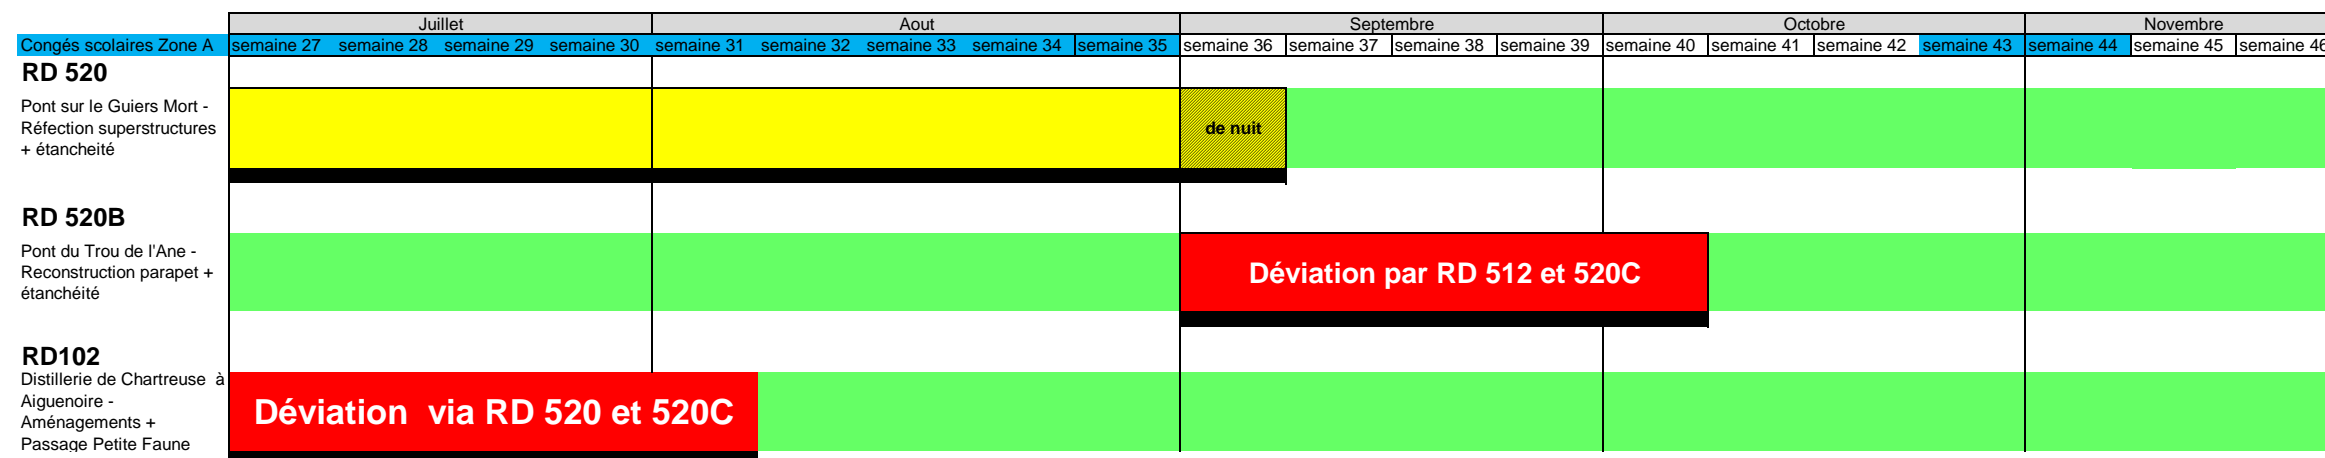 Juillet Aout Septembre Octobre Novembre
Congés scolaires Zone A semaine 27 semaine 28 semaine 29 semaine 30 semaine 31 semaine 32 semaine 33 semaine 34 semaine 35 semaine 36 semaine 37 semaine 38 semaine 39 semaine 40 semaine 41 semaine 42 semaine 43 semaine 44 semaine 45 semaine 46
RD 520
Pont sur le Guiers Mort -
Réfection superstructures
+ étancheité
de nuit
RD 520B
Pont du Trou de l'Ane -
Reconstruction parapet +
étanchéité
Déviation par RD 512 et 520C
RD102
Distillerie de Chartreuse à
Aiguenoire -
Aménagements +
Passage Petite Faune
Déviation via RD 520 et 520C